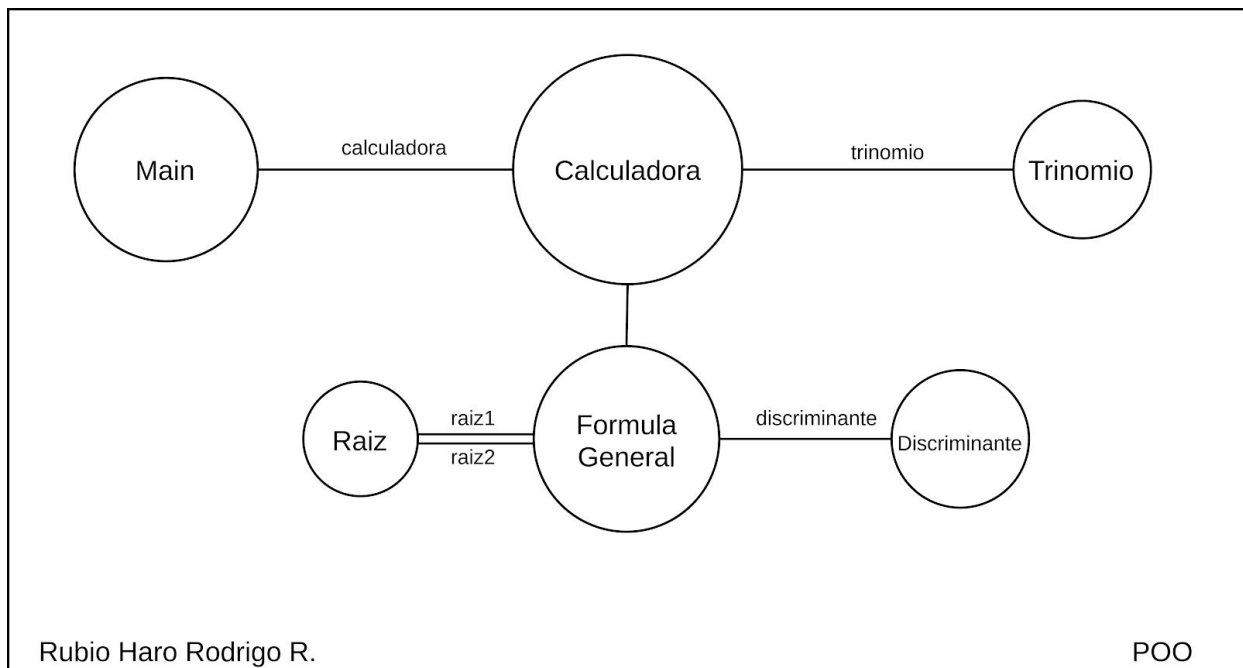 calculadora
trinomio
Main
Calculadora
Trinomio
raiz1
Formula
General
discriminante
Raiz
raiz2
Discriminante
Rubio Haro Rodrigo R.
POO